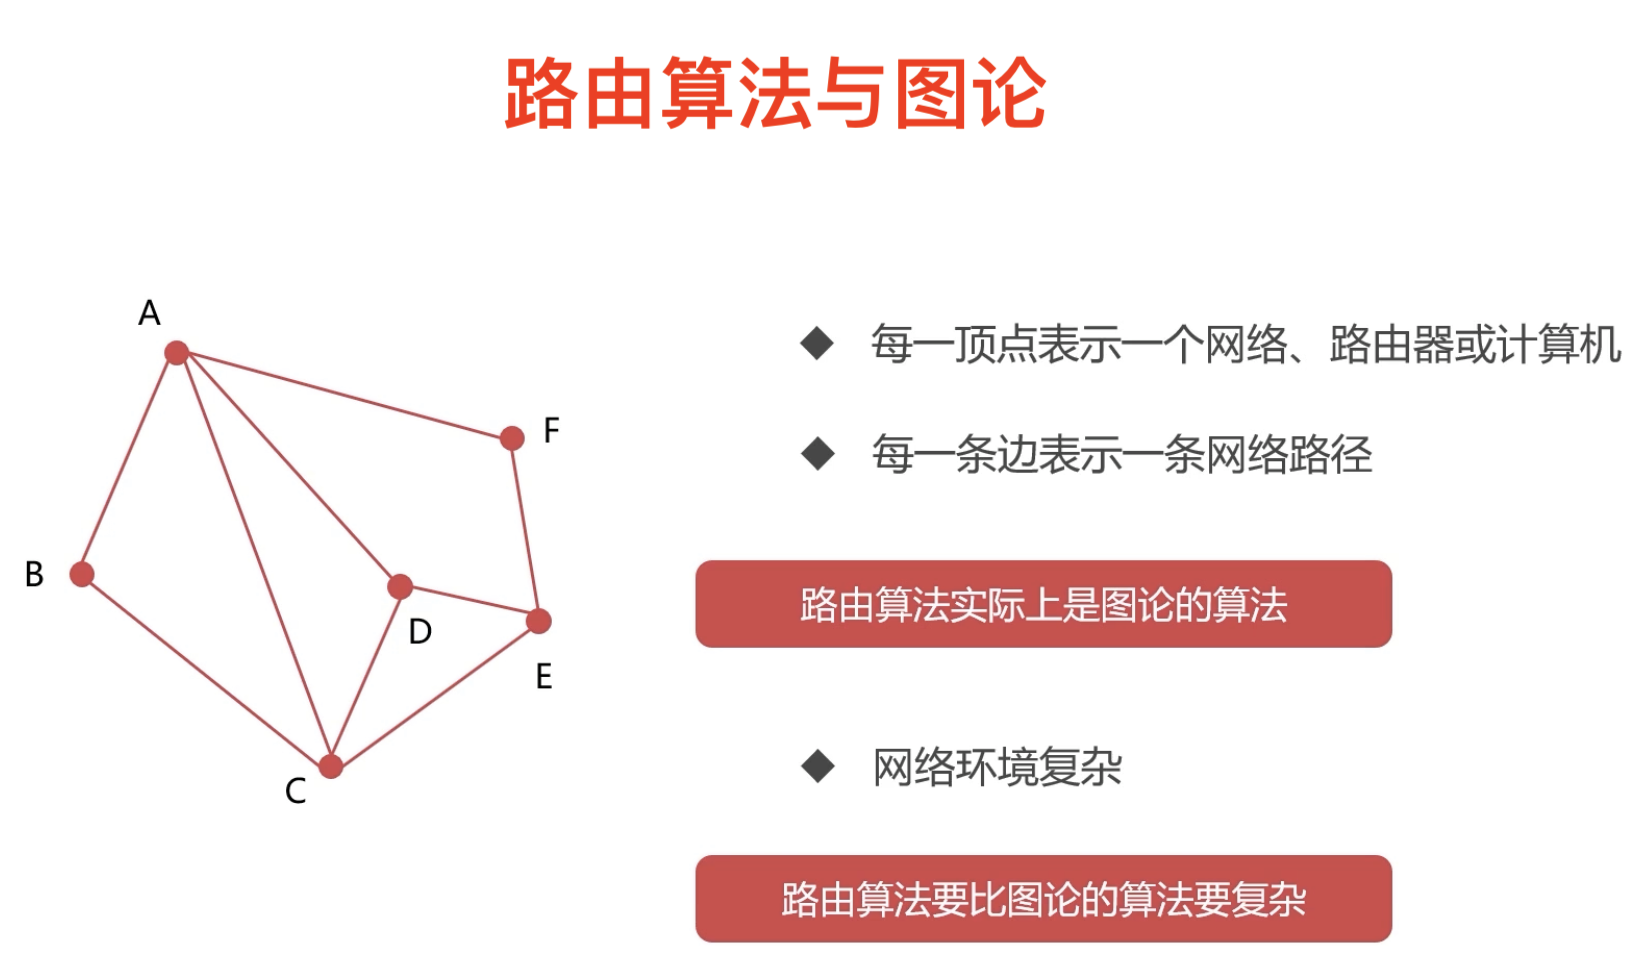 路由算法与图论
A
F
B
D
E
C
每一顶点表示一个网络、路由器或计算机
每一条边表示一条网络路径
路由算法实际上是图论的算法
网络环境复杂
路由算法要比图论的算法要复杂